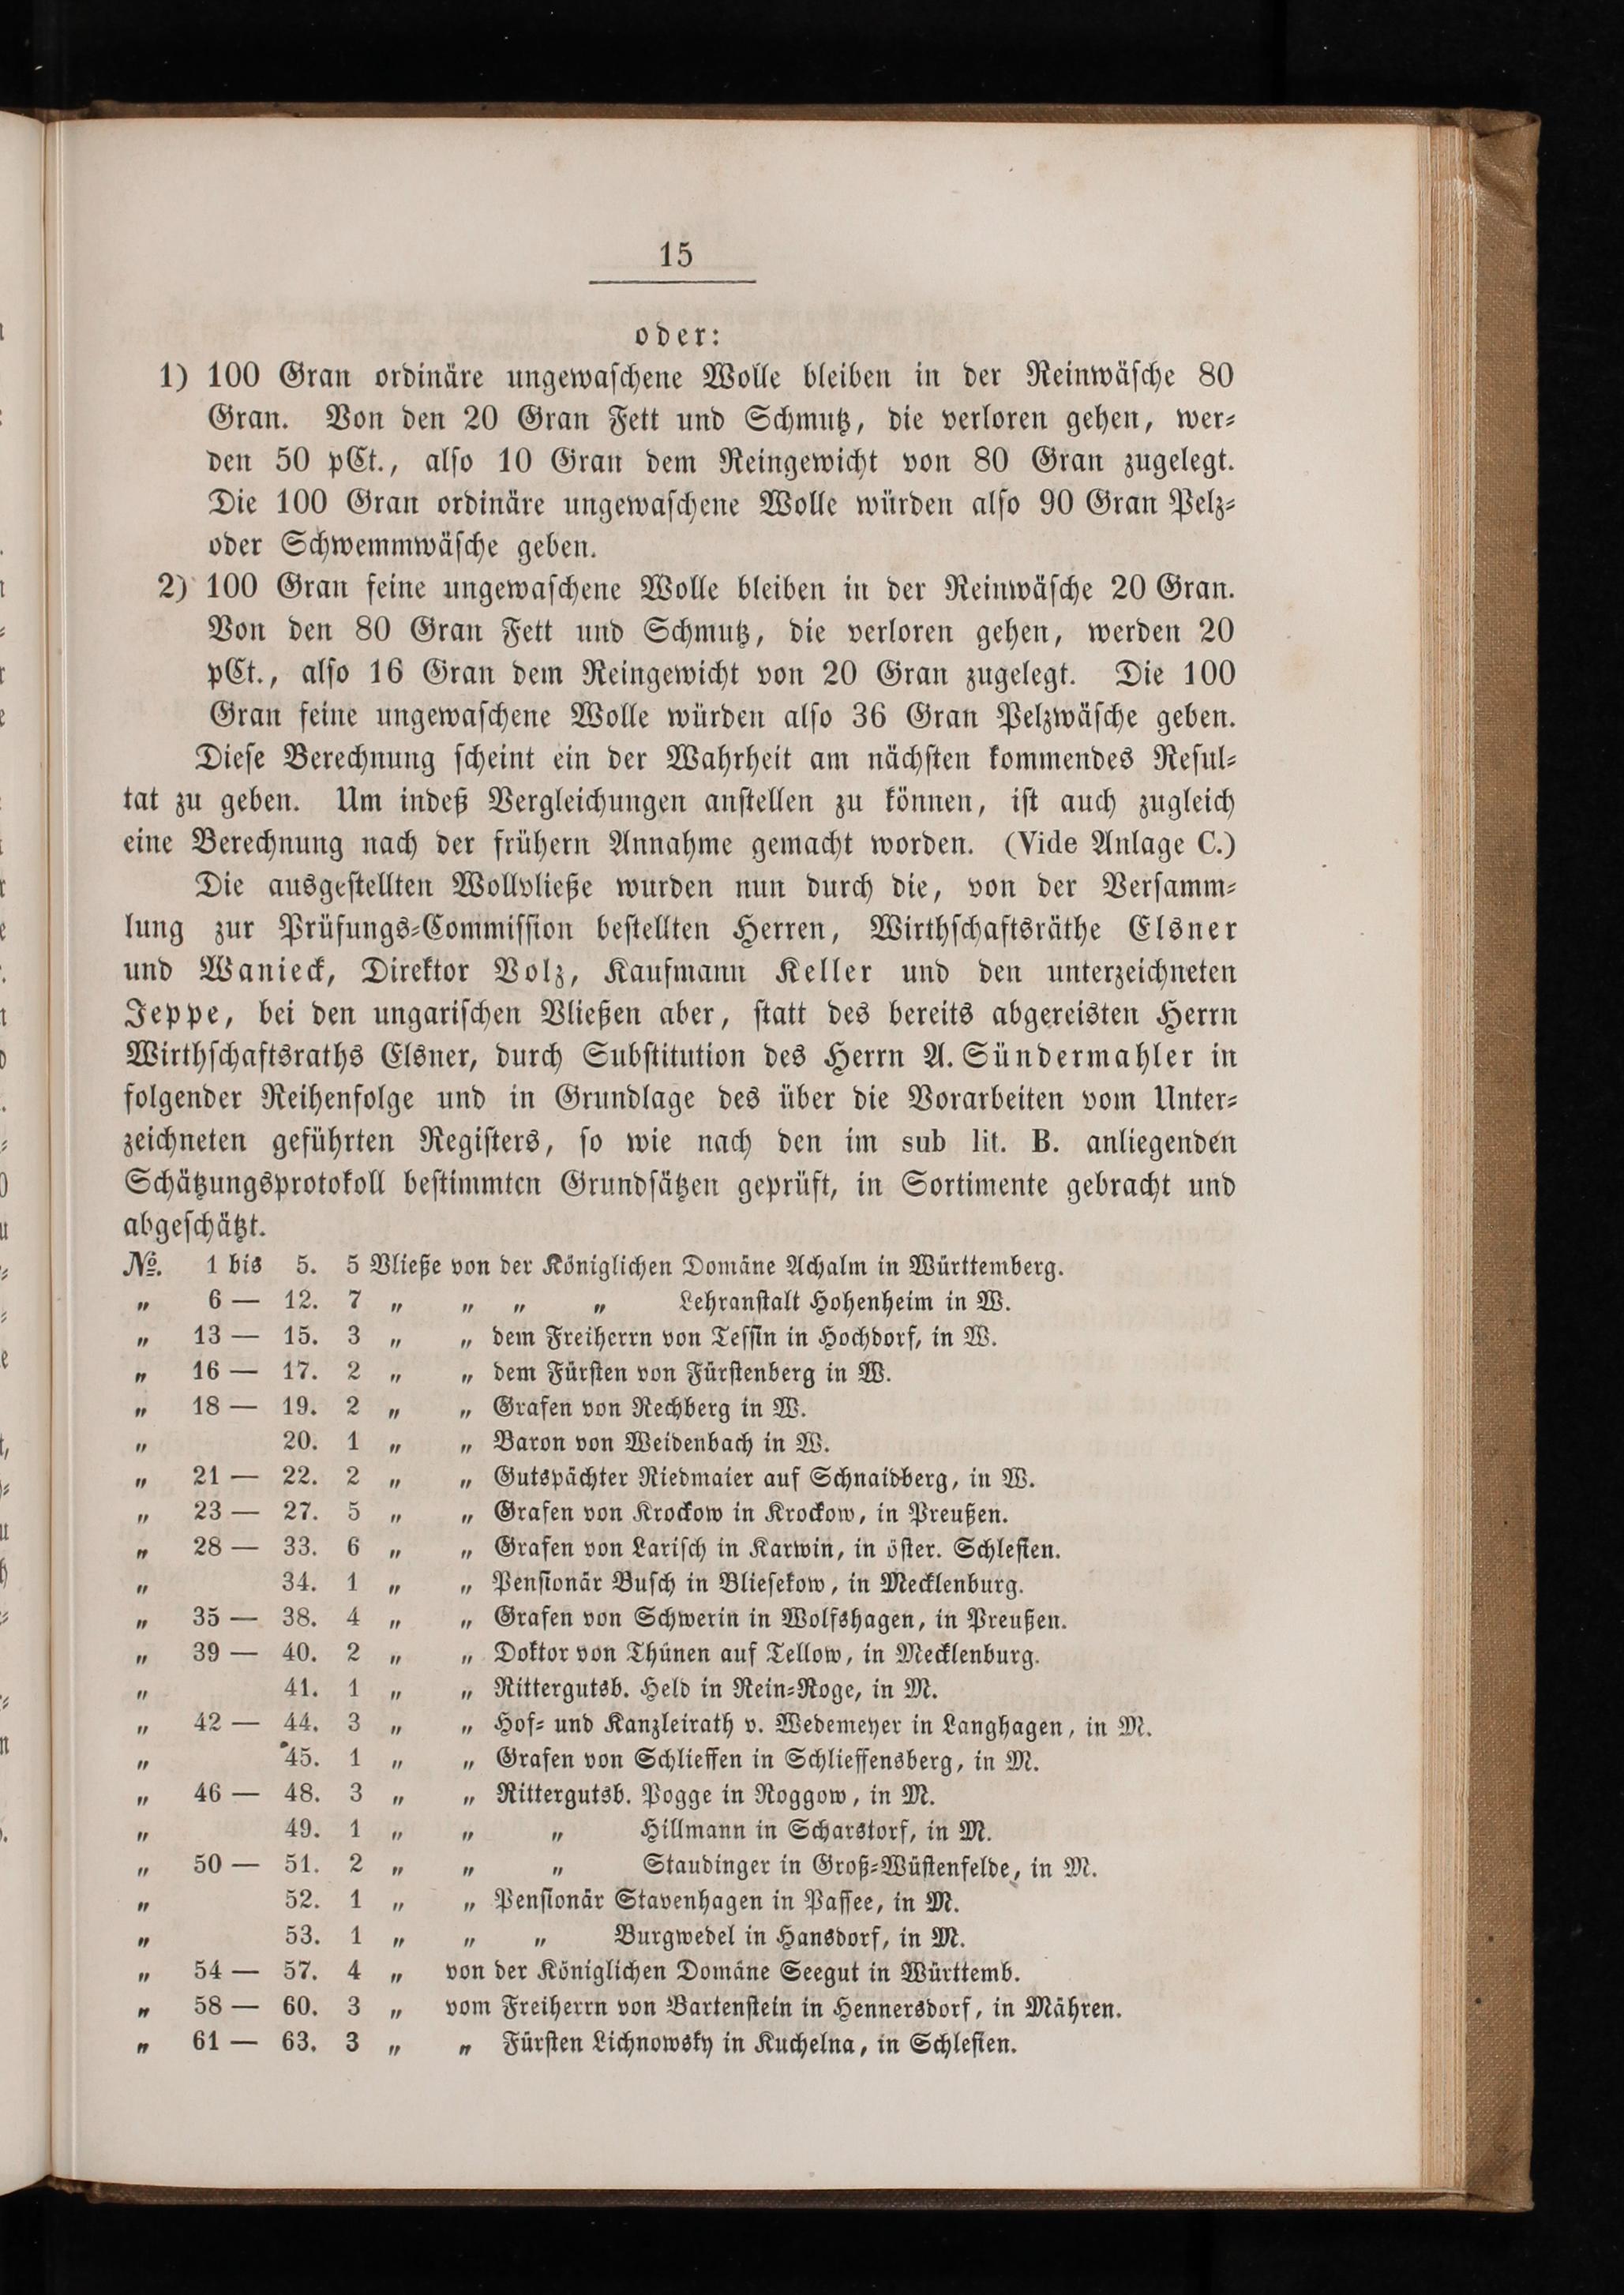 15
oder:
1) 100 Gran ordinäre ungewaſchene Wolle bleiben in der Reinwäſche 80
Gran. Von den 20 Gran Fett und Schmutz, die verloren gehen, wer⸗
den 50 pCt., alſo 10 Gran dem Reingewicht von 80 Gran zugelegt.
Die 100 Gran ordinäre ungewaſchene Wolle würden alſo 90 Gran Pelz⸗
oder Schwemmwäſche geben.
2) 100 Gran feine ungewaſchene Wolle bleiben in der Reinwäſche 20 Gran.
Von den 80 Gran Fett und Schmutz, die verloren gehen, werden 20
pCt., alſo 16 Gran dem Reingewicht von 20 Gran zugelegt. Die 100
Gran feine ungewaſchene Wolle würden alſo 36 Gran Pelzwäſche geben.
Dieſe Berechnung ſcheint ein der Wahrheit am nächſten kommendes Reſul⸗
tat zu geben. Um indeß Vergleichungen anſtellen zu können, iſt auch zugleich
eine Berechnung nach der frühern Annahme gemacht worden. (Vide Anlage C.)
Die ausgeſtellten Wollvließe wurden nun durch die, von der Verſamm⸗
lung zur Prüfungs⸗Commiſſion beſtellten Herren, Wirthſchaftsräthe Elsner
und Wanieck, Direktor Volz, Kaufmann Keller und den unterzeichneten
Jeppe, bei den ungariſchen Vließen aber, ſtatt des bereits abgereisten Herrn
Wirthſchaftsraths Elsner, durch Subſtitution des Herrn A. Sündermahler in
folgender Reihenfolge und in Grundlage des über die Vorarbeiten vom Unter⸗
zeichneten geführten Regiſters, ſo wie nach den im sub lit. B. anliegenden
Schätzungsprotokoll beſtimmten Grundſätzen geprüft, in Sortimente gebracht und
abgeſchätzt.
№. 1 bis 5. 5 Vließe von der Königlichen Domäne Achalm in Württemberg.
„ 6 — 12. 7 „ „ „ „ Lehranſtalt Hohenheim in W.
„ 13 — 15. 3 „ „ dem Freiherrn von Teſſin in Hochdorf, in W.
„ 16 — 17. 2 „ „ dem Fürſten von Fürſtenberg in W.
„ 18 — 19. 2 „ „ Grafen von Rechberg in W.
„ 20. 1 „ „ Baron von Weidenbach in W.
„ 21 — 22. 2 „ „ Gutspächter Riedmaier auf Schnaidberg, in W.
„ 23 — 27. 5 „ „ Grafen von Krockow in Krockow, in Preußen.
„ 28 — 33. 6 „ „ Grafen von Lariſch in Karwin, in öſter. Schleſien.
„ 34. 1 „ „ Penſionär Buſch in Blieſekow, in Mecklenburg.
„ 35 — 38. 4 „ „ Grafen von Schwerin in Wolfshagen, in Preußen.
„ 39 — 40. 2 „ „ Doktor von Thünen auf Tellow, in Mecklenburg.
„ 41. 1 „ „ Rittergutsb. Held in Rein⸗Roge, in M.
„ 42 — 44. 3 „ „ Hof⸗ und Kanzleirath v. Wedemeyer in Langhagen, in M.
„ 45. 1 „ „ Grafen von Schlieffen in Schlieffensberg, in M.
„ 46 — 48. 3 „ „ Rittergutsb. Pogge in Roggow, in M.
„ 49. 1 „ „ „ Hillmann in Scharstorf, in M.
„ 50 — 51. 2 „ „ „ Staudinger in Groß⸗Wüſtenfelde, in M.
„ 52. 1 „ „ Penſionär Stavenhagen in Paſſee, in M.
„ 53. 1 „ „ „ Burgwedel in Hansdorf, in M.
„ 54 — 57. 4 „ von der Königlichen Domäne Seegut in Württemb.
„ 58 — 60. 3 „ vom Freiherrn von Bartenſtein in Hennersdorf, in Mähren.
„ 61 — 63. 3 „ „ Fürſten Lichnowsky in Kuchelna, in Schleſien.